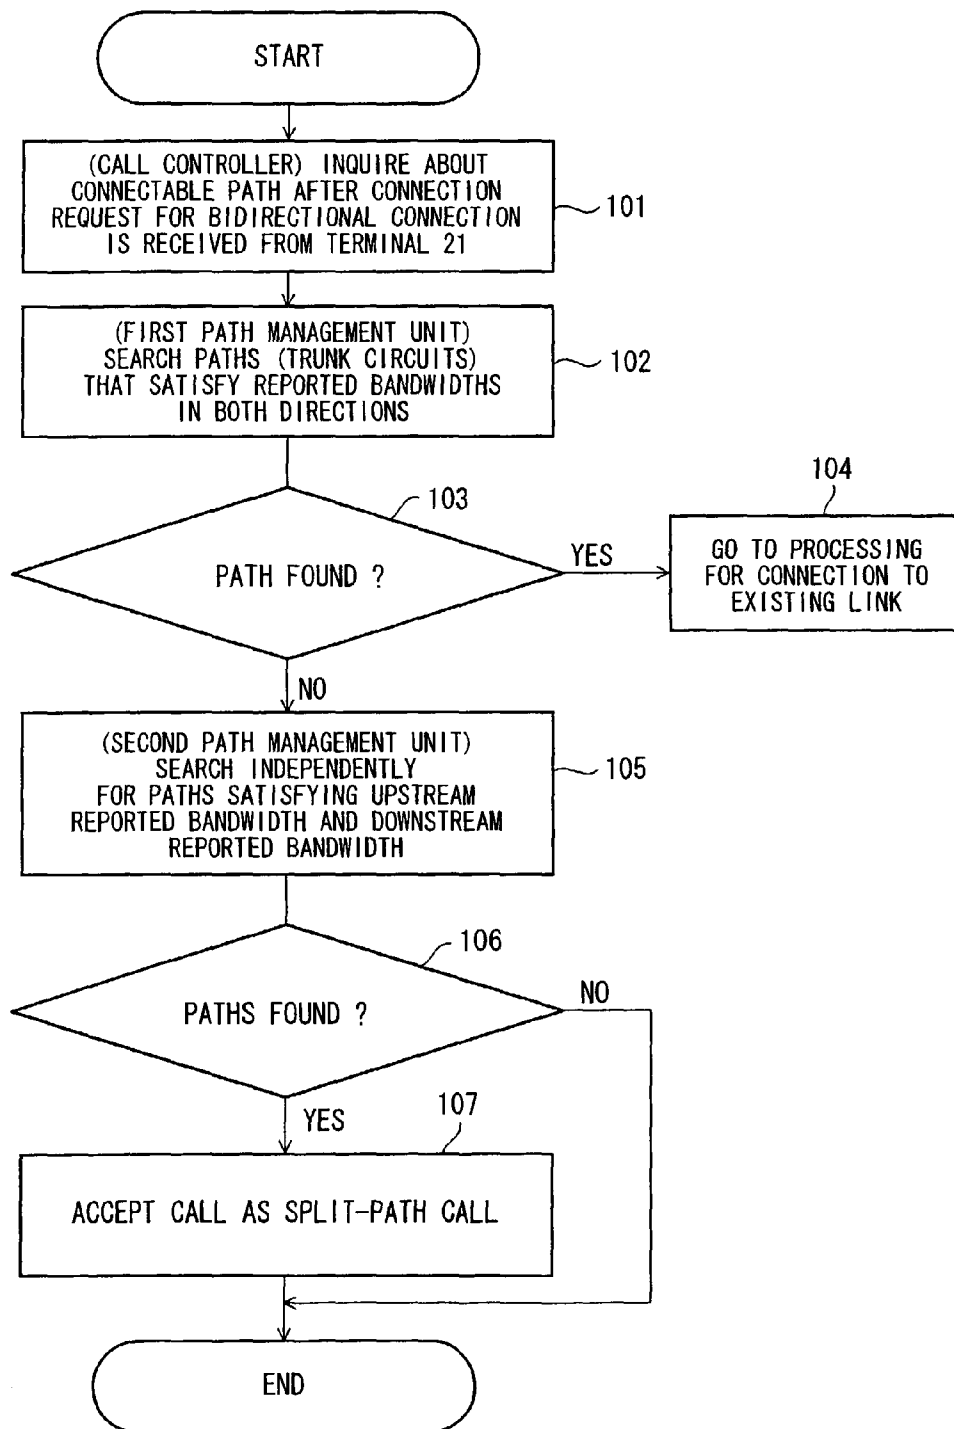 START
(CALL CONTROLLER) INQUIRE ABOUT
CONNECTABLE PATH AFTER CONNECTION
REQUEST FOR BIDIRECTIONAL CONNECTION
IS RECEIVED FROM TERMINAL 21
101
(FIRST PATH MANAGEMENT UNIT)
SEARCH PATHS (TRUNK CIRCUITS)
THAT SATISFY REPORTED BANDWIDTHS
IN BOTH DIRECTIONS
102
103
PATH FOUND ?
YES
104
GO TO PROCESSING
FOR CONNECTION TO
EXISTING LINK
NO
(SECOND PATH MANAGEMENT UNIT)
SEARCH INDEPENDENTLY
FOR PATHS SATISFYING UPSTREAM
REPORTED BANDWIDTH AND DOWNSTREAM
REPORTED BANDWIDTH
105
106
PATHS FOUND ?
NO
YES
107
ACCEPT CALL AS SPLIT-PATH CALL
END